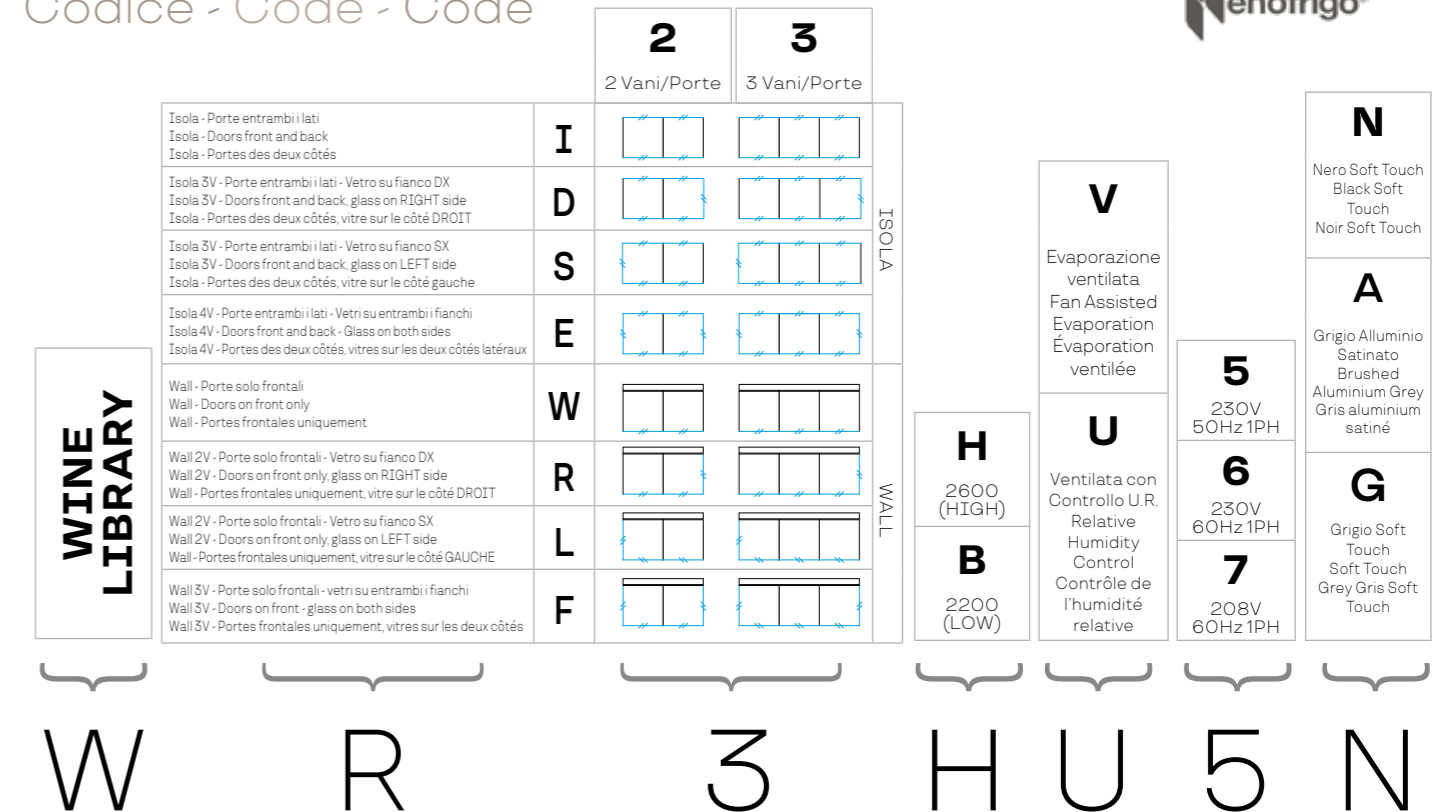 Codice - Code - Code
enofrigo®
2
2 Vani/Porte
3
3 Vani/Porte
Isola - Porte entrambi i lati
Isola - Doors front and back
Isola - Portes des deux côtés
I
Isola 3V - Porte entrambi i lati - Vetro su fianco DX
Isola 3V - Doors front and back, glass on RIGHT side
Isola - Portes des deux côtés, vitre sur le côté DROIT
D
Isola 3V - Porte entrambi i lati - Vetro su fianco SX
Isola 3V - Doors front and back, glass on LEFT side
Isola - Portes des deux côtés, vitre sur le côté gauche
S
Isola 4V - Porte entrambi i lati - Vetri su entrambi i fianchi
Isola 4V - Doors front and back - Glass on both sides
Isola 4V - Portes des deux côtés, vitres sur les deux côtés latéraux
E
ISOLA
Wall - Porte solo frontali
Wall - Doors on front only
Wall - Portes frontales uniquement
W
Wall 2V - Porte solo frontali - Vetro su fianco DX
Wall 2V - Doors on front only, glass on RIGHT side
Wall - Portes frontales uniquement, vitre sur le côté DROIT
R
Wall 2V - Porte solo frontali - Vetro su fianco SX
Wall 2V - Doors on front only, glass on LEFT side
Wall - Portes frontales uniquement, vitre sur le côté GAUCHE
L
Wall 3V - Porte solo frontali - vetri su entrambi i fianchi
Wall 3V - Doors on front - glass on both sides
Wall 3V - Portes frontales uniquement, vitres sur les deux côtés
F
WALL
WINE
LIBRARY
H
2600
(HIGH)
B
2200
(LOW)
V
Evaporazione
ventilata
Fan Assisted
Evaporation
Évaporation
ventilée
U
Ventilata con
Controllo U.R.
Relative
Humidity
Control
Contrôle de
l'humidité
relative
5
230V
50Hz 1PH
6
230V
60Hz 1PH
7
208V
60Hz 1PH
N
Nero Soft Touch
Black Soft
Touch
Noir Soft Touch
A
Grigio Alluminio
Satinato
Brushed
Aluminium Grey
Gris aluminium
satiné
G
Grigio Soft
Touch
Soft Touch
Grey Gris Soft
Touch
W R 3 H U 5 N